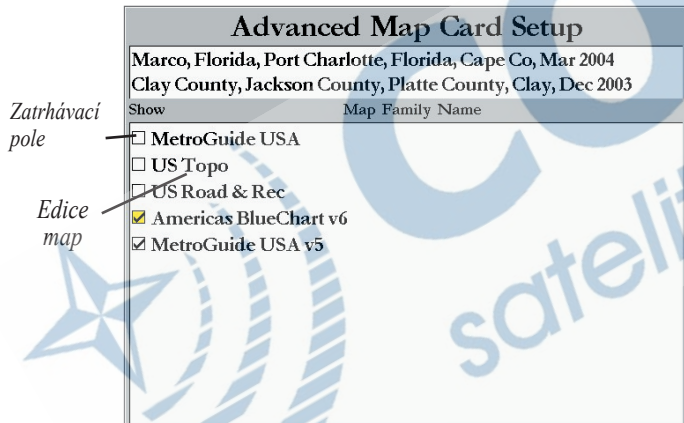 Advanced Map Card Setup
Marco, Florida, Port Charlotte, Florida, Cape Co, Mar 2004
Clay County, Jackson County, Platte County, Clay, Dec 2003
Show Map Family Name
Zatrhávací
pole
MetroGuide USA
US Topo
US Road & Rec
Edice
map
Americas BlueChart v6
MetroGuide USA v5
satelit